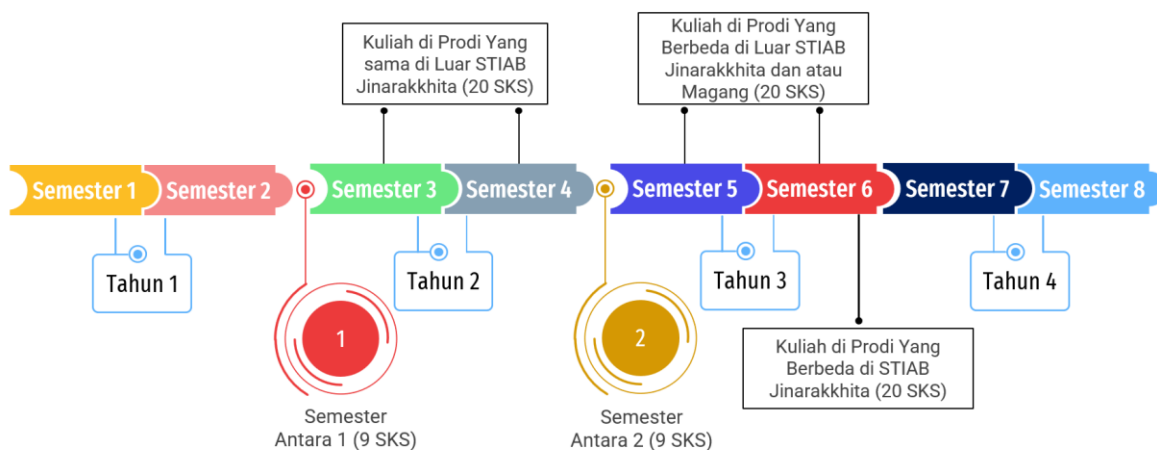 Kuliah di Prodi Yang
sama di Luar STIAB
Jinarakkhita (20 SKS)
Kuliah di Prodi Yang
Berbeda di Luar STIAB
Jinarakkhita dan atau
Magang (20 SKS)
Semester 1
Semester 2
Semester 3
Semester 4
Semester 5
Semester 6
Semester 7
Semester 8
Tahun 1
Tahun 2
Tahun 3
Tahun 4
1
2
Kuliah di Prodi Yang
Berbeda di STIAB
Jinarakkhita (20 SKS)
Semester
Antara 1 (9 SKS)
Semester
Antara 2 (9 SKS)